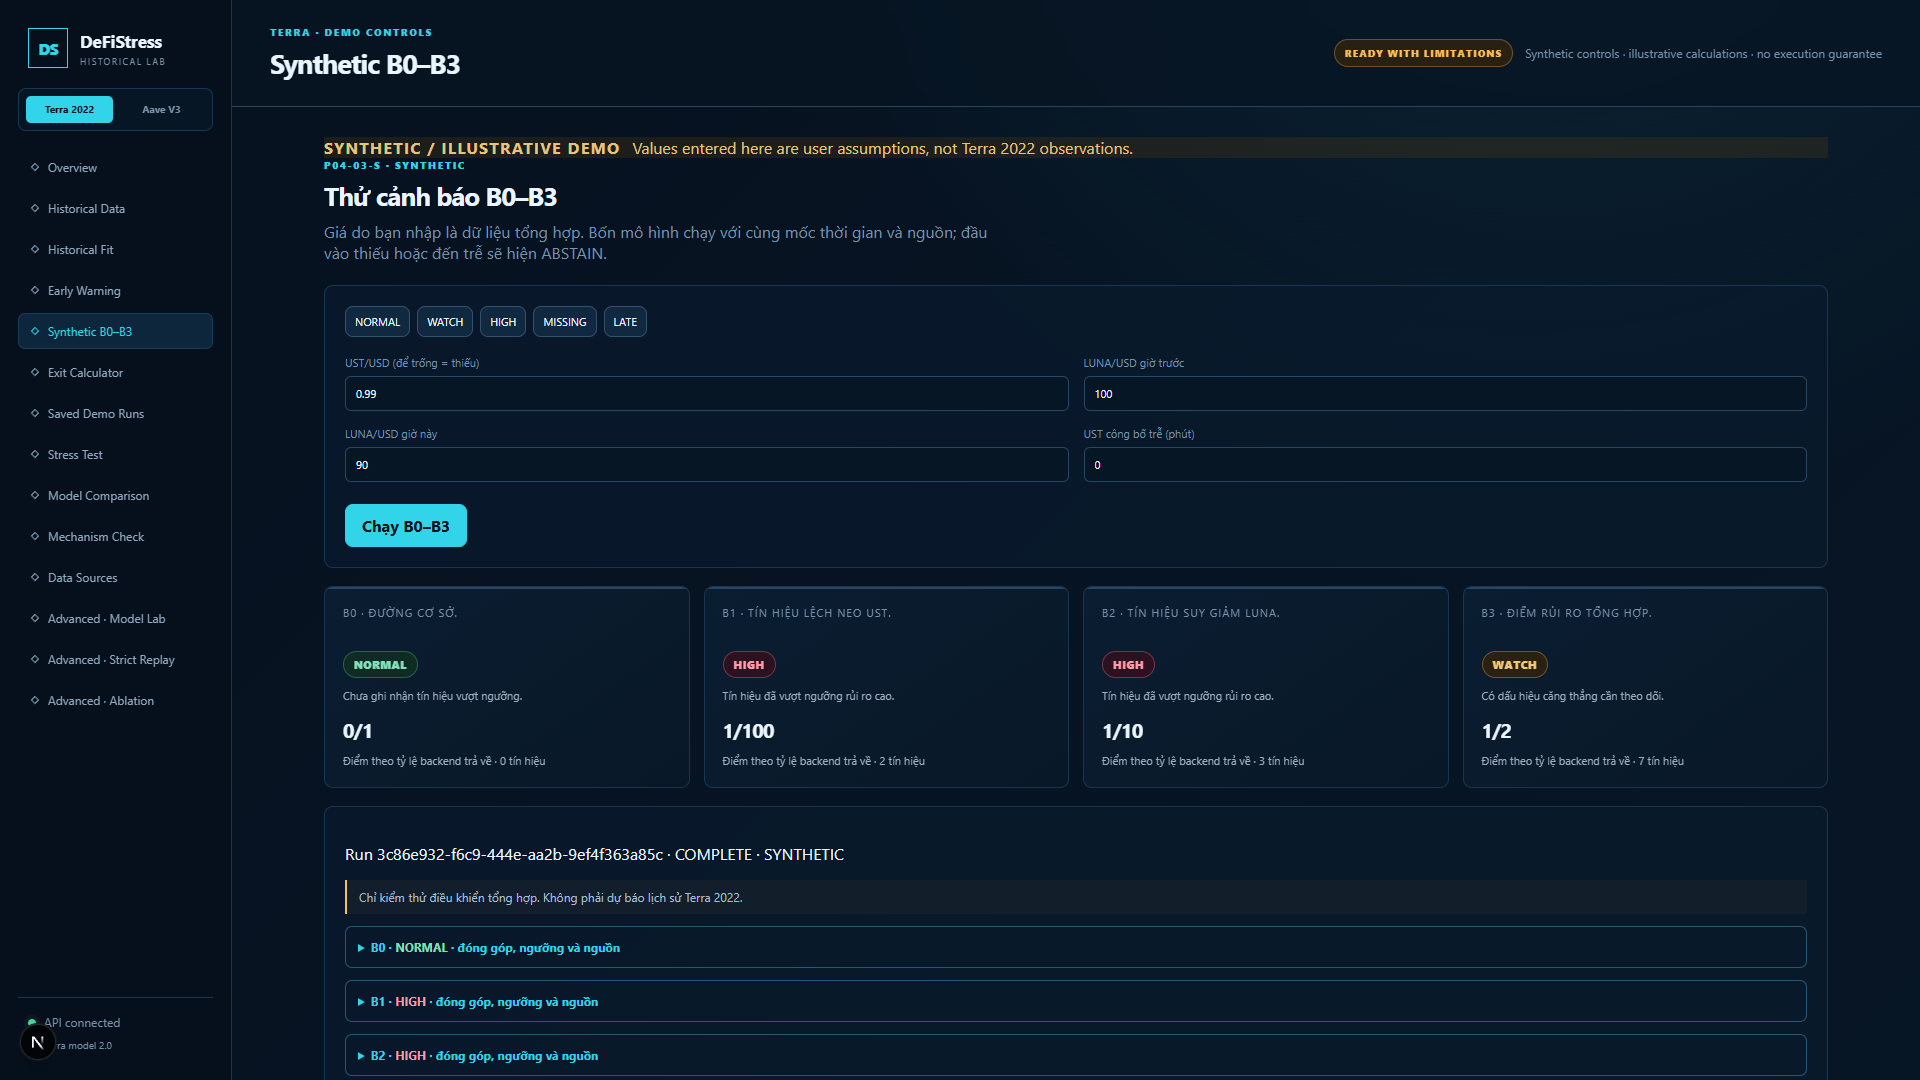 DS
DeFiStress
HISTORICAL LAB
Terra 2022
Aave V3
Overview
Historical Data
Historical Fit
Early Warning
Synthetic B0–B3
Exit Calculator
Saved Demo Runs
Stress Test
Model Comparison
Mechanism Check
Data Sources
Advanced · Model Lab
Advanced · Strict Replay
Advanced · Ablation
API connected
ra model 2.0
N
TERRA · DEMO CONTROLS
Synthetic B0–B3
READY WITH LIMITATIONS
Synthetic controls · illustrative calculations · no execution guarantee
SYNTHETIC / ILLUSTRATIVE DEMO Values entered here are user assumptions, not Terra 2022 observations.
P04-03-S · SYNTHETIC
Thử cảnh báo B0–B3
Giá do bạn nhập là dữ liệu tổng hợp. Bốn mô hình chạy với cùng mốc thời gian và nguồn; đầu
vào thiếu hoặc đến trễ sẽ hiện ABSTAIN.
NORMAL
WATCH
HIGH
MISSING
LATE
UST/USD (để trống = thiếu)
0.99
LUNA/USD giờ trước
100
LUNA/USD giờ này
90
UST công bố trễ (phút)
0
Chạy B0–B3
B0 · ĐƯỜNG CƠ SỞ.
NORMAL
Chưa ghi nhận tín hiệu vượt ngưỡng.
0/1
Điểm theo tỷ lệ backend trả về · 0 tín hiệu
B1 · TÍN HIỆU LỆCH NEO UST.
HIGH
Tín hiệu đã vượt ngưỡng rủi ro cao.
1/100
Điểm theo tỷ lệ backend trả về · 2 tín hiệu
B2 · TÍN HIỆU SUY GIẢM LUNA.
HIGH
Tín hiệu đã vượt ngưỡng rủi ro cao.
1/10
Điểm theo tỷ lệ backend trả về · 3 tín hiệu
B3 · ĐIỂM RỦI RO TỔNG HỢP.
WATCH
Có dấu hiệu căng thẳng cần theo dõi.
1/2
Điểm theo tỷ lệ backend trả về · 7 tín hiệu
Run 3c86e932-f6c9-444e-aa2b-9ef4f363a85c · COMPLETE · SYNTHETIC
Chỉ kiểm thử điều khiển tổng hợp. Không phải dự báo lịch sử Terra 2022.
B0 · NORMAL · đóng góp, ngưỡng và nguồn
B1 · HIGH · đóng góp, ngưỡng và nguồn
B2 · HIGH · đóng góp, ngưỡng và nguồn